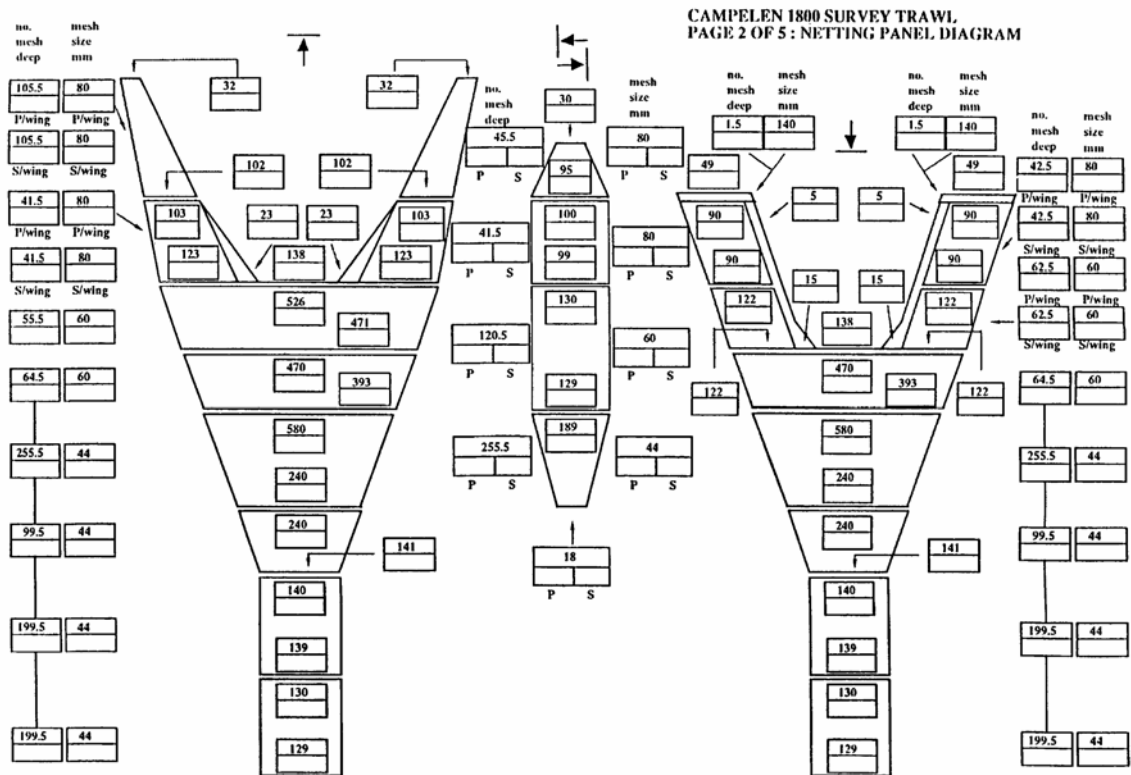 CAMPELEN 1800 SURVEY TRAWL
PAGE 2 OF 5 : NETTING PANEL DIAGRAM
no. mesh deep
mesh size mm
105.5 80
P/wing P/wing
105.5 80
S/wing S/wing
41.5 80
P/wing P/wing
41.5 80
S/wing S/wing
55.5 60
64.5 60
255.5 44
99.5 44
199.5 44
199.5 44
32 32
102 102
103 23 23 103
123 138 123
526
471
470
393
580
240
240
141
140
139
130
129
no. mesh deep
mesh size mm
30
45.5 80
P S P S
95
100
41.5 80
P S P S
99
130
120.5 60
P S P S
129
189
255.5 44
P S P S
18
P S
no. mesh deep
mesh size mm
no. mesh deep
mesh size mm
1.5 140 1.5 140
49 49
90 5 5 90
90 90
122 15 15 122
138
122 122
470
393
580
240
240
141
140
139
130
129
no. mesh deep
mesh size mm
42.5 80
P/wing P/wing
42.5 80
S/wing S/wing
62.5 60
P/wing P/wing
62.5 60
S/wing S/wing
64.5 60
255.5 44
99.5 44
199.5 44
199.5 44